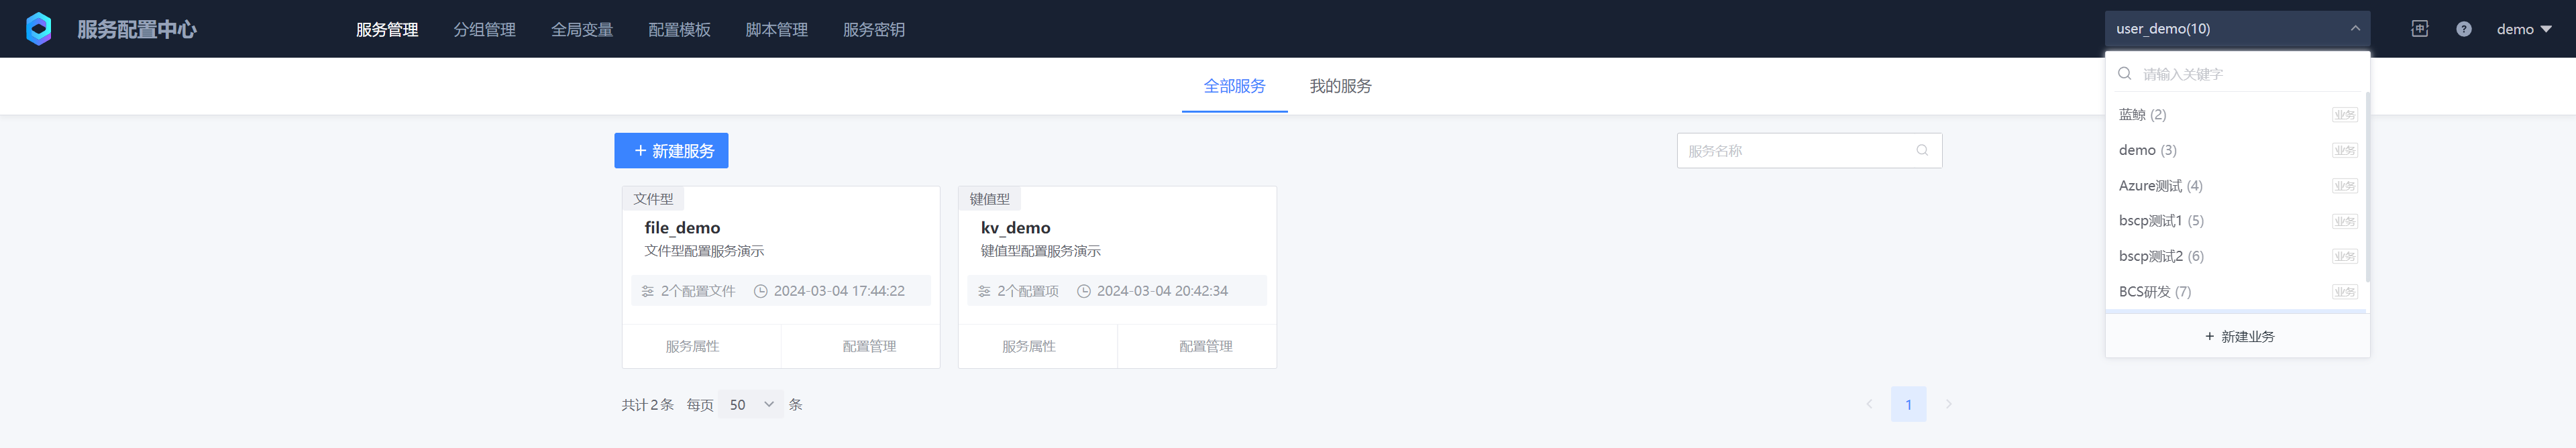 服务配置中心
服务管理 分组管理 全局变量 配置模板 脚本管理 服务密钥
user_demo(10)
中
?
demo
全部服务 我的服务
请输入关键字
蓝鲸 (2) 业务
demo (3) 业务
Azure测试 (4) 业务
bscp测试1 (5) 业务
bscp测试2 (6) 业务
BCS研发 (7) 业务
+ 新建业务
+ 新建服务
服务名称
文件型
file_demo
文件型配置服务演示
2个配置文件 2024-03-04 17:44:22
服务属性 配置管理
键值型
kv_demo
键值型配置服务演示
2个配置项 2024-03-04 20:42:34
服务属性 配置管理
共计2条 每页 50 条
1